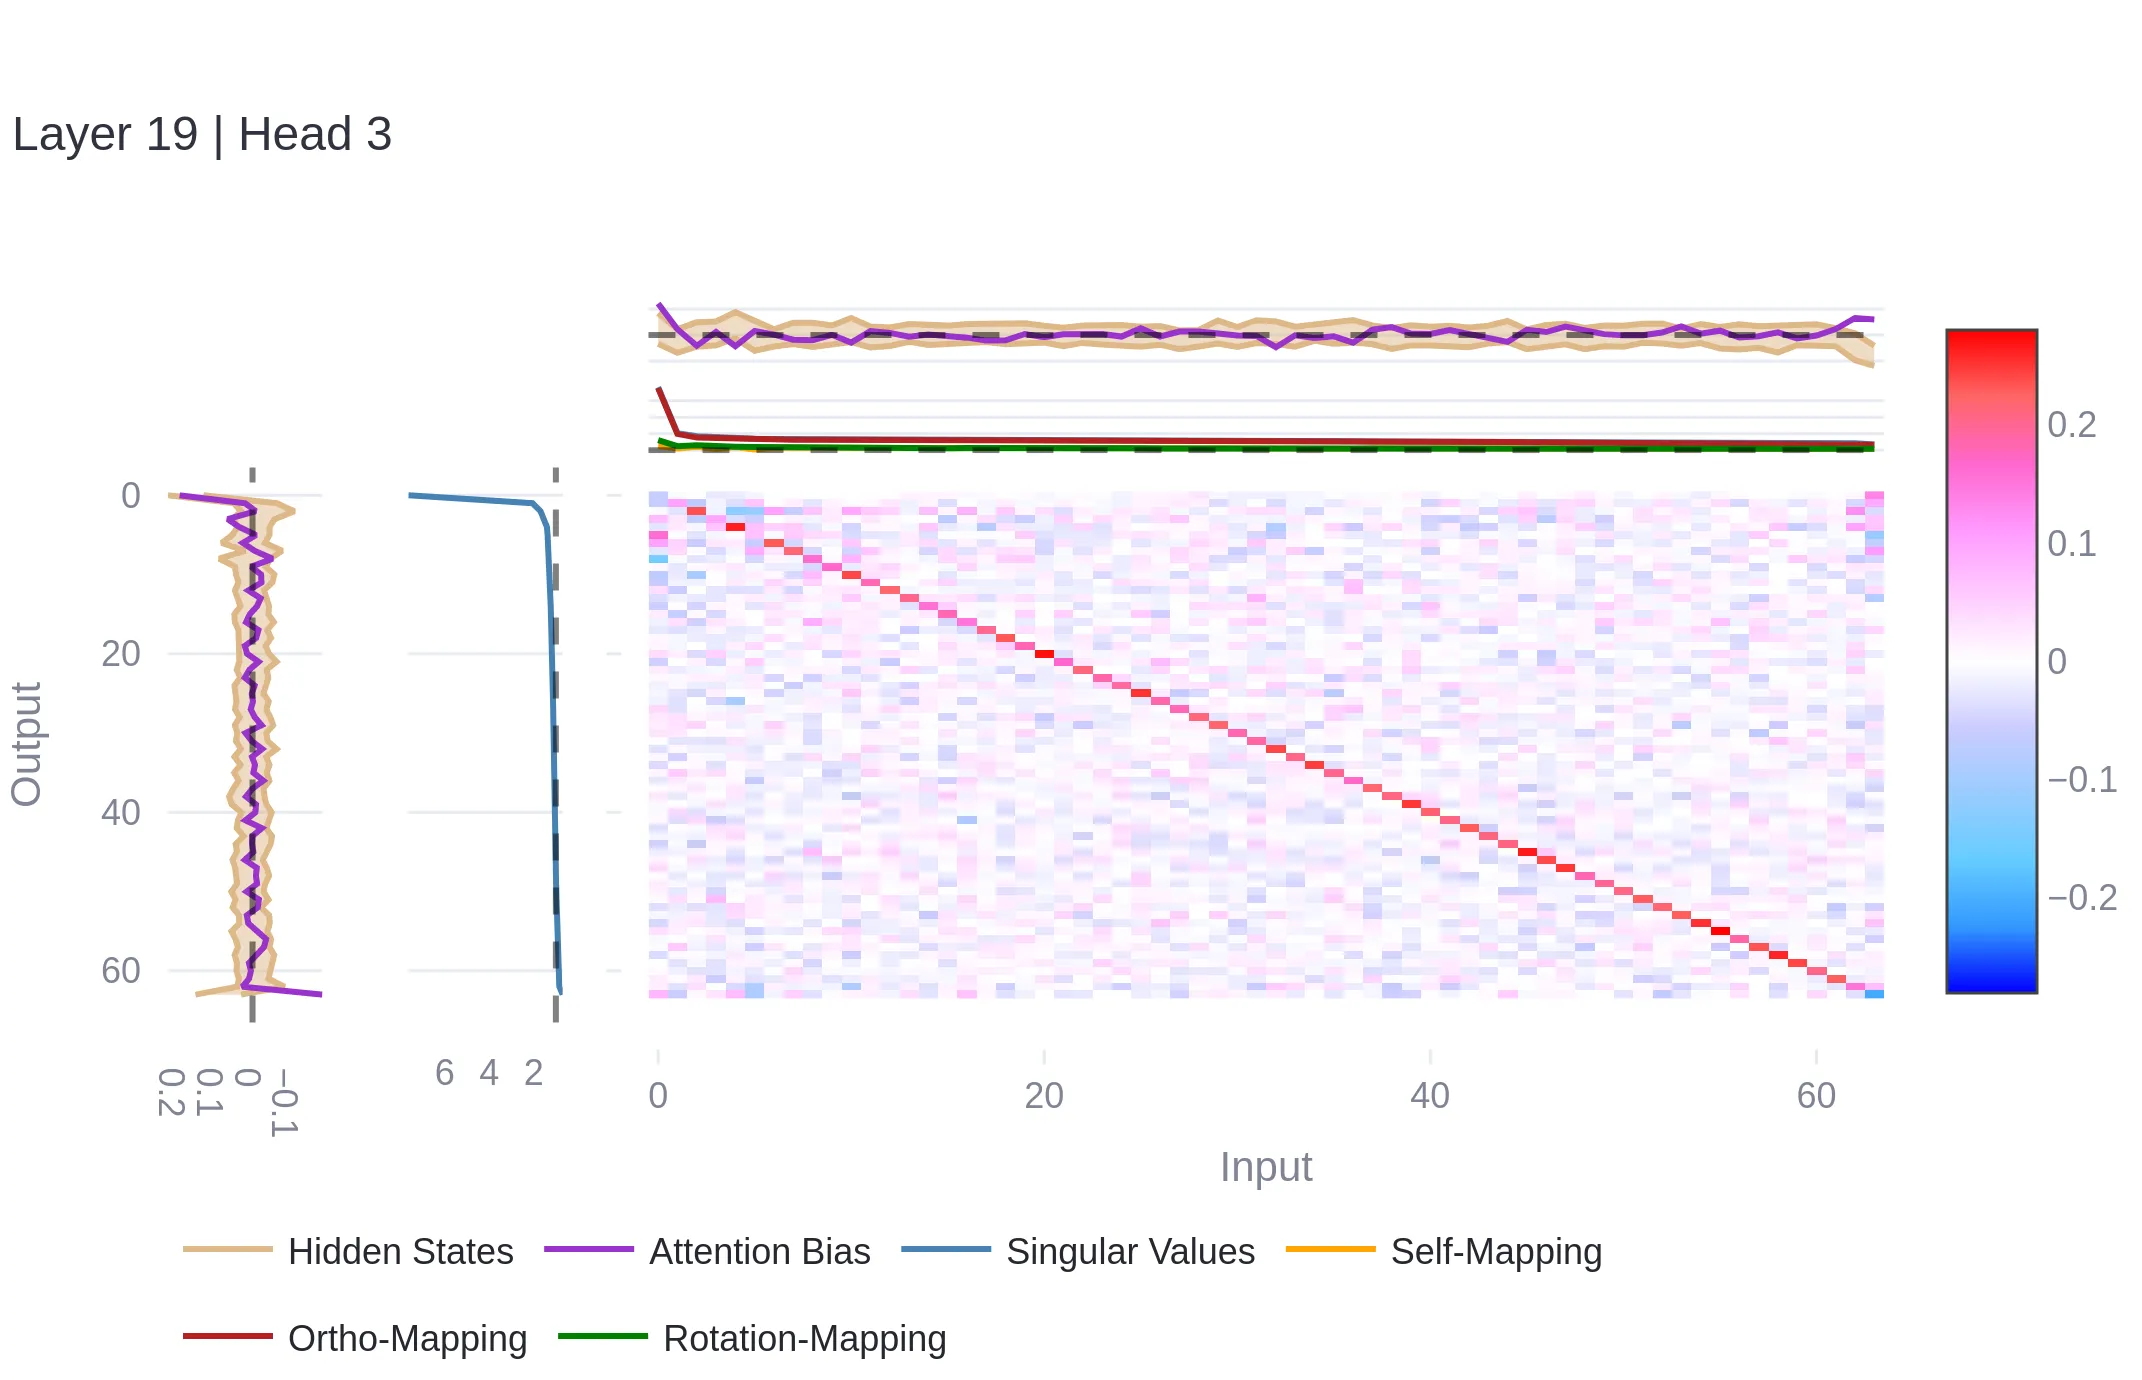 Layer 19 | Head 3
0.2
0.1
0
−0.1
−0.2
0
20
40
60
Output
0.2
0.1
0
−0.1
6 4 2
0 20 40 60
Input
Hidden States Attention Bias Singular Values Self-Mapping
Ortho-Mapping Rotation-Mapping